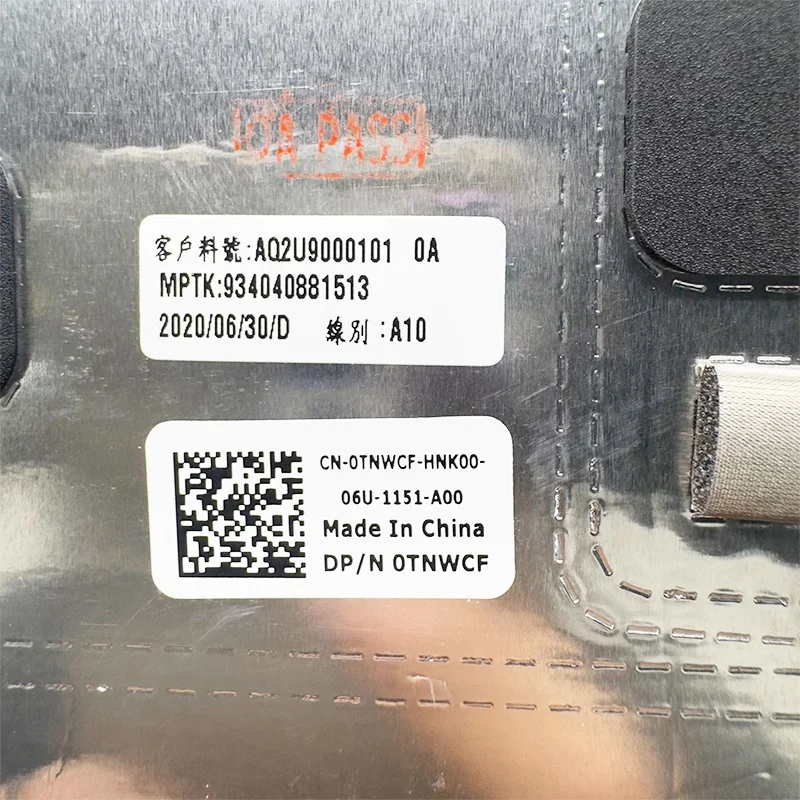 QA PASS
客户料號:AQ2U9000101 0A
MPTK:934040881513
2020/06/30/D 線別:A10
CN-0TNWCF-HNK00-
06U-1151-A00
Made In China
DP/N 0TNWCF